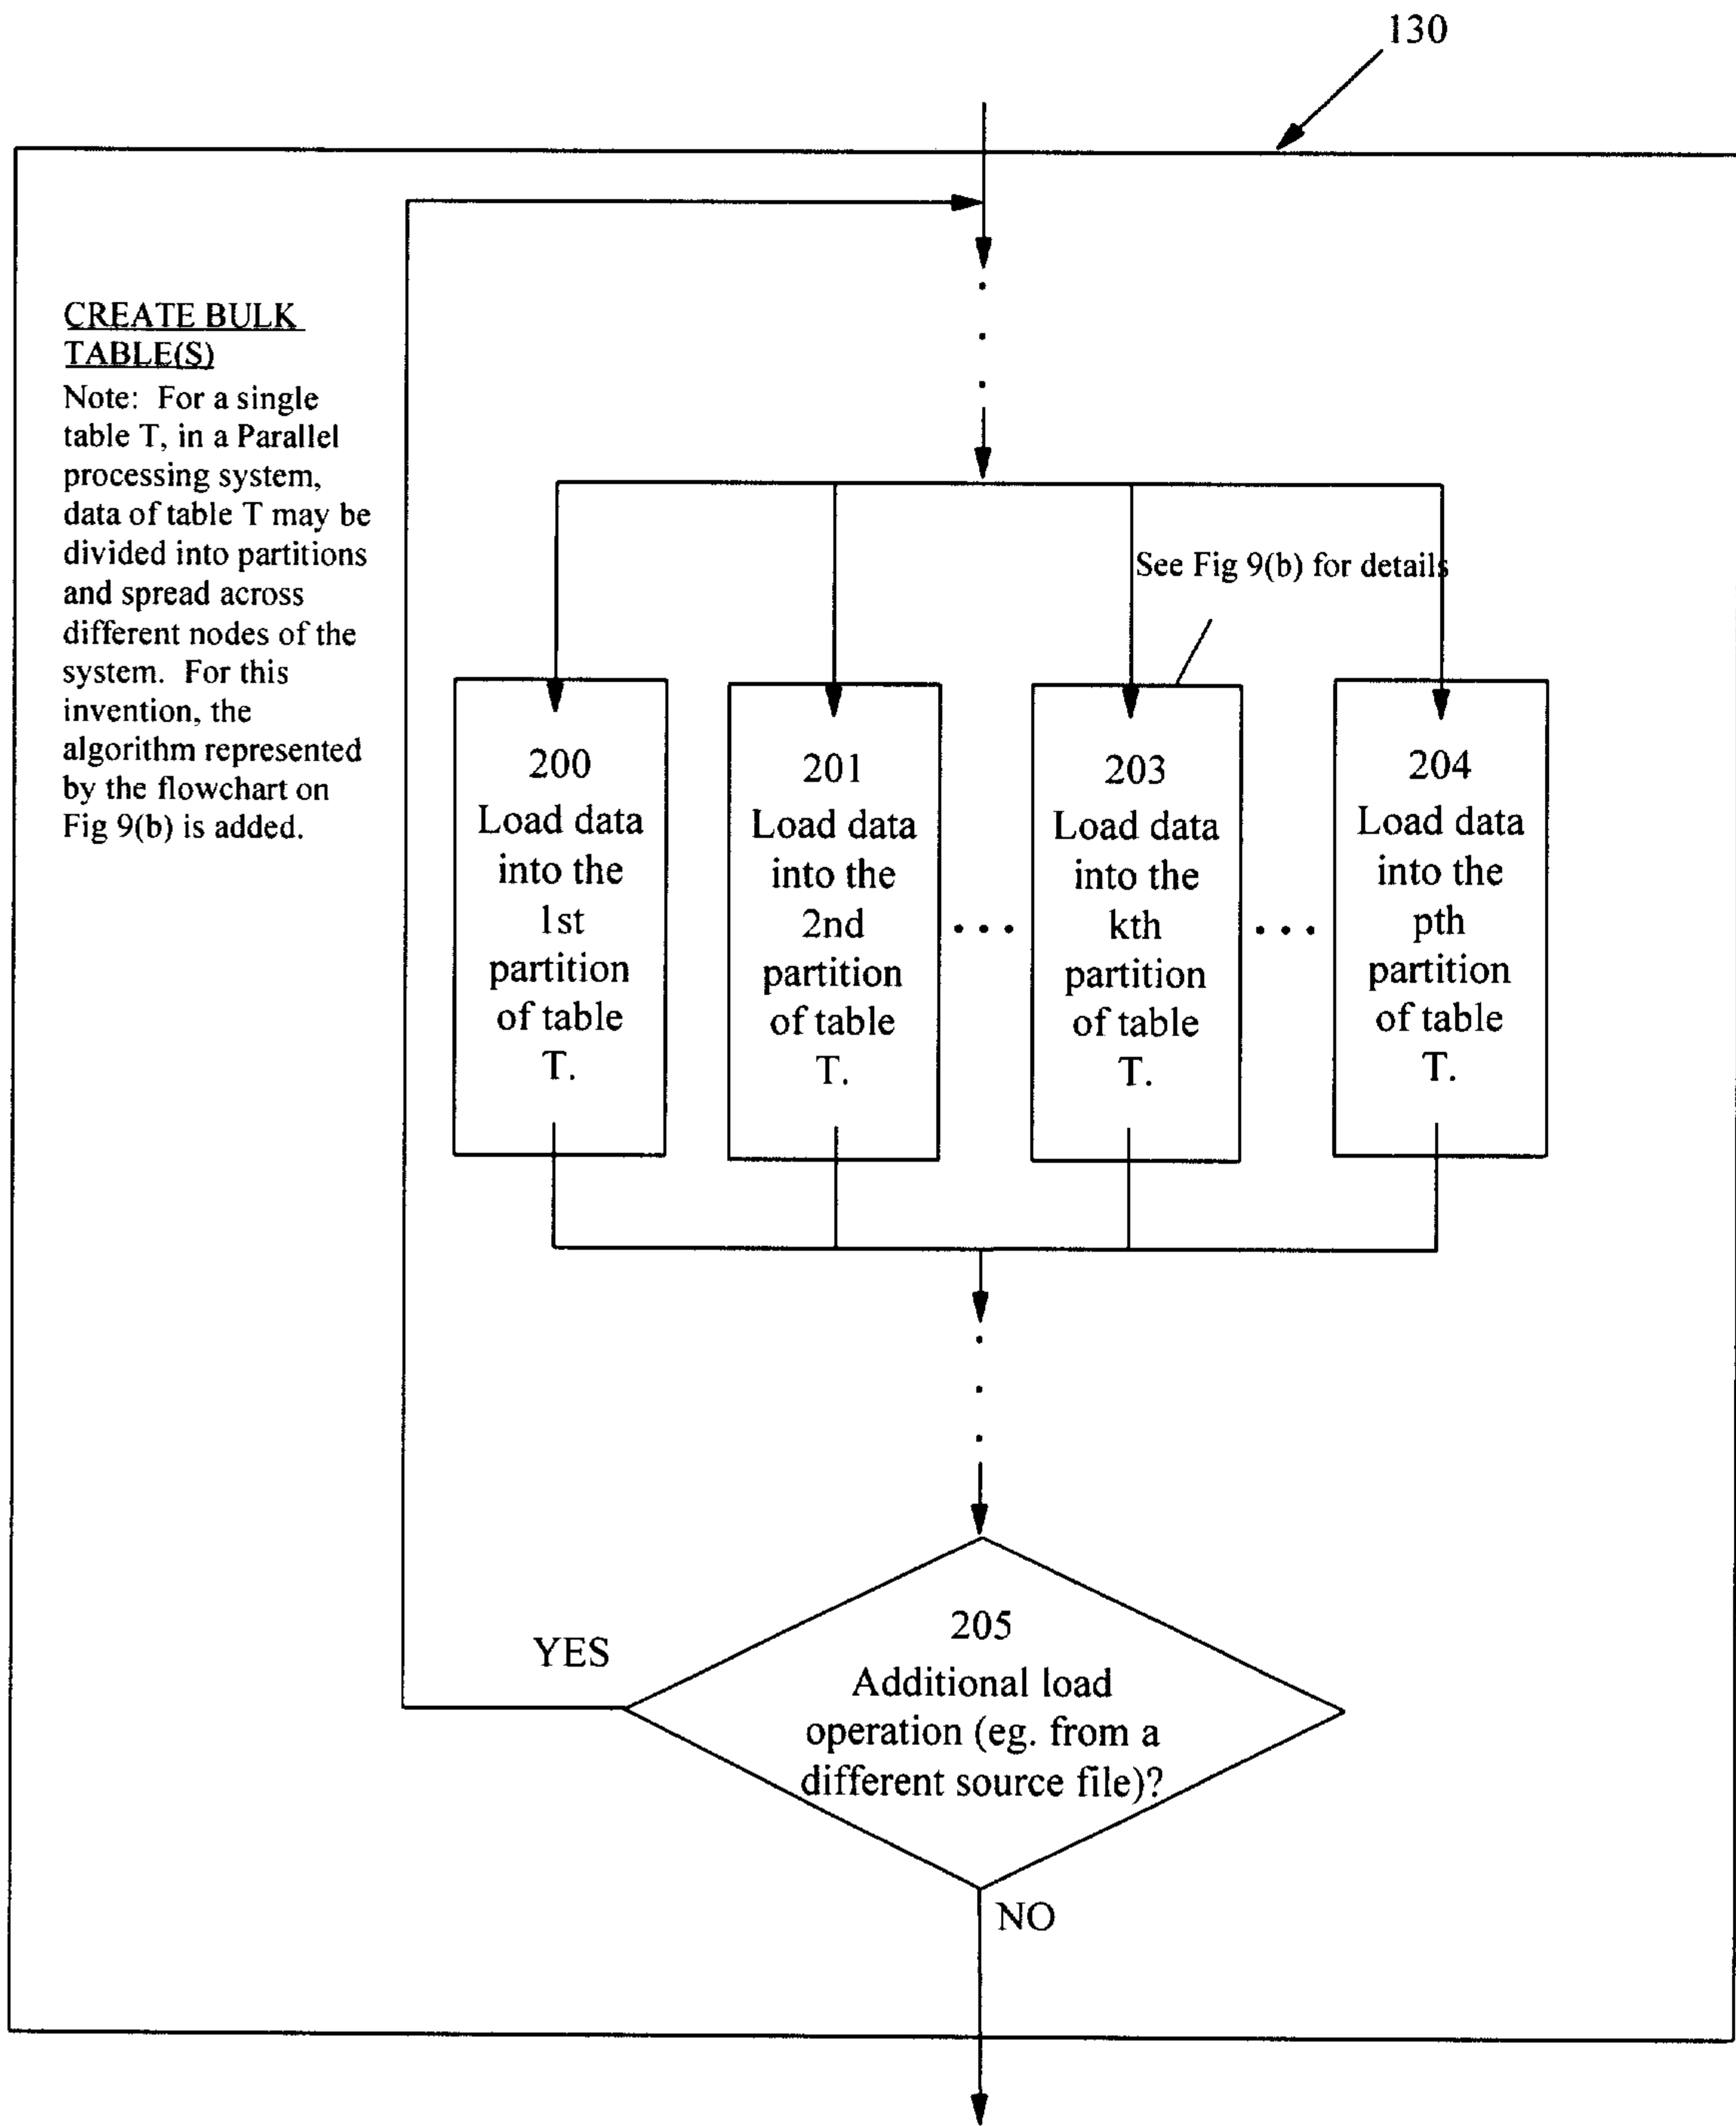 130
CREATE BULK
TABLE(S)
Note: For a single
table T, in a Parallel
processing system,
data of table T may be
divided into partitions
and spread across
different nodes of the
system. For this
invention, the
algorithm represented
by the flowchart on
Fig 9(b) is added.
See Fig 9(b) for details
200
Load data
into the
1st
partition
of table
T.
201
Load data
into the
2nd
partition
of table
T.
. . .
203
Load data
into the
kth
partition
of table
T.
. . .
204
Load data
into the
pth
partition
of table
T.
205
Additional load
operation (eg. from a
different source file)?
YES
NO